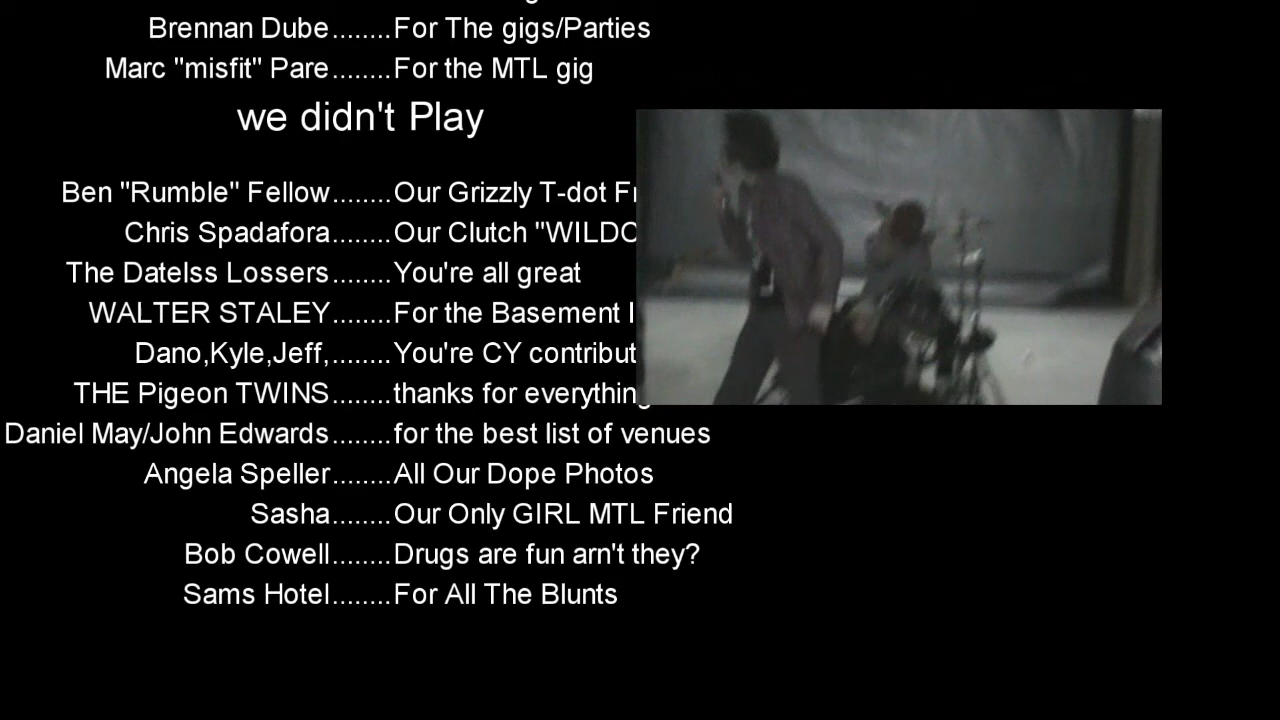 Brennan Dube........For The gigs/Parties
Marc "misfit" Pare........For the MTL gig
we didn't Play
Ben "Rumble" Fellow........Our Grizzly T-dot
Chris Spadafora........Our Clutch
The Datelss Lossers........You're all great
WALTER STALEY........For the Basement
Dano,Kyle,Jeff,........You're CY
THE Pigeon TWINS........thanks for everything
Daniel May/John Edwards........for the best list of venues
Angela Speller........All Our Dope Photos
Sasha........Our Only GIRL MTL Friend
Bob Cowell........Drugs are fun arn't they?
Sams Hotel........For All The Blunts